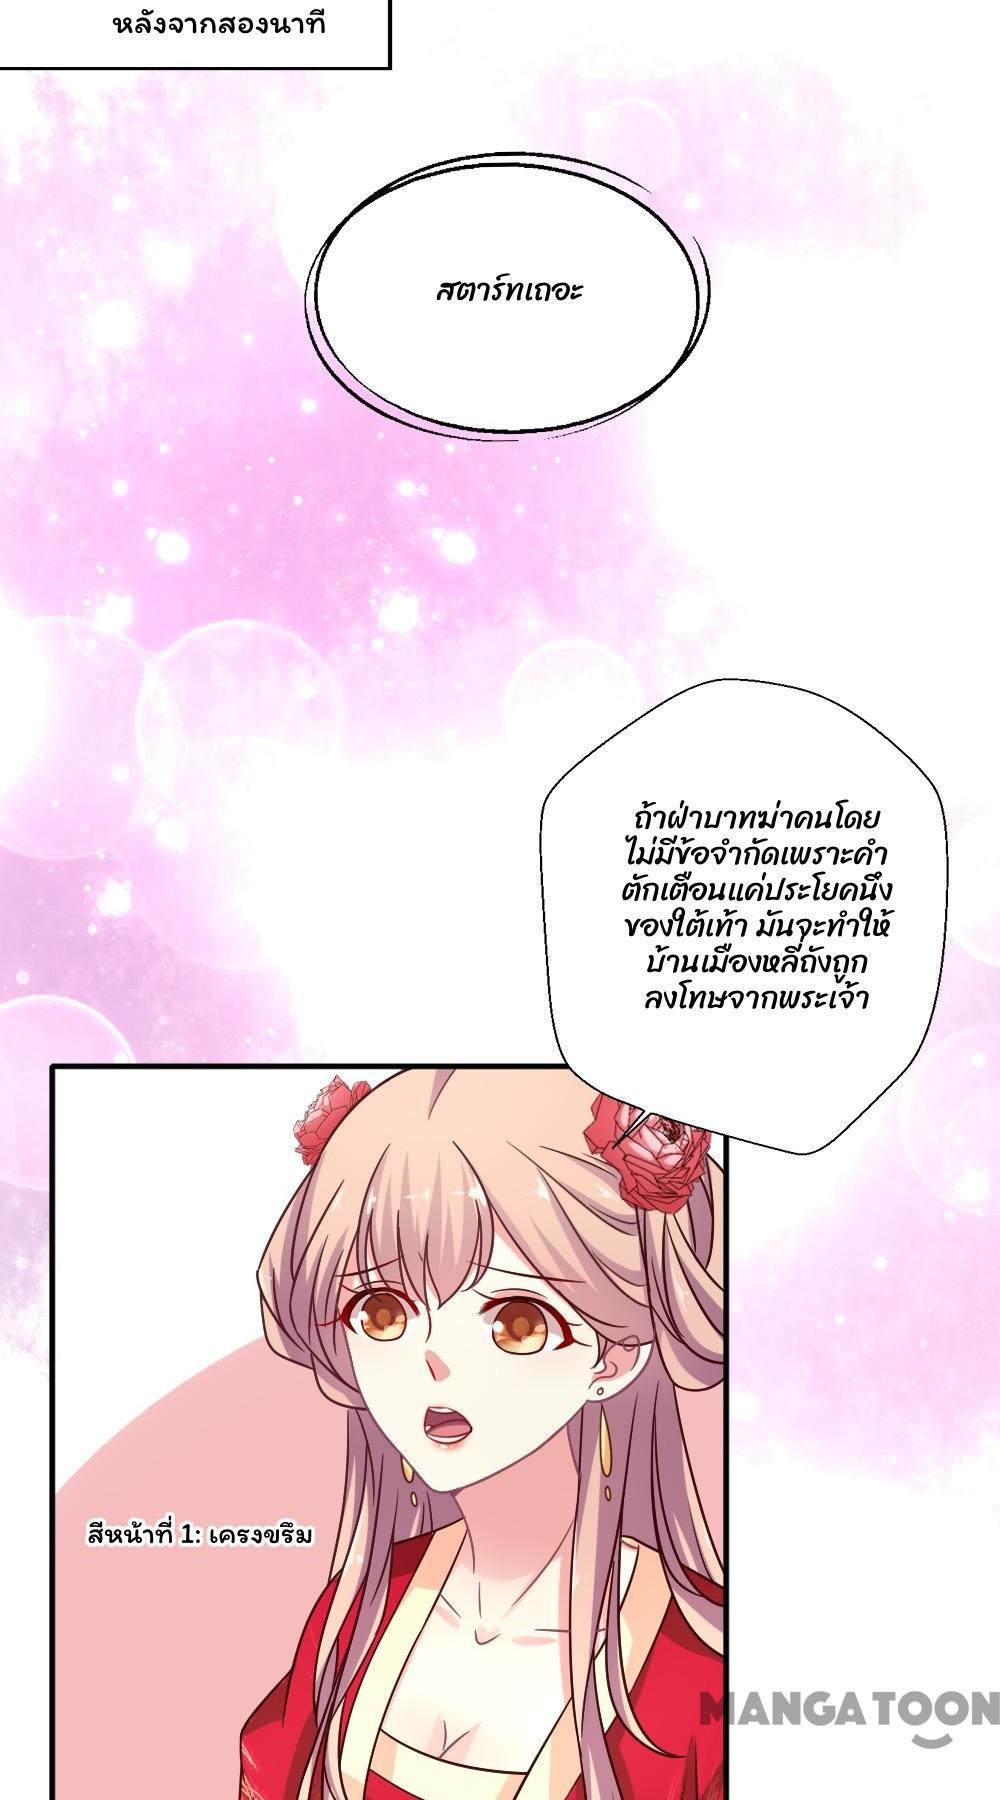 หลังจากสองนาที
สตาร์ทเถอะ
ถ้าฝ่าบาทฆ่าคนโดย
ไม่มีข้อจำกัดเพราะคำ
ตักเตือนแค่ประโยคนึง
ของใต้เท้า มันจะทำให้
บ้านเมืองหลี่ถังถูก
ลงโทษจากพระเจ้า
สีหน้าที่ 1: เครงขรึม
MANGATOON